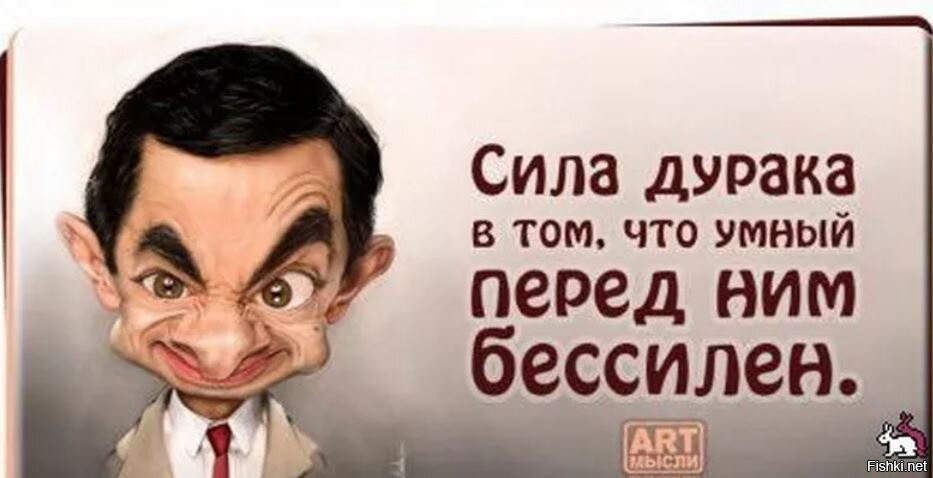 Сила дурака
в том, что умный
перед ним
бессилен.
ART
МЫСЛИ
Fishki.net